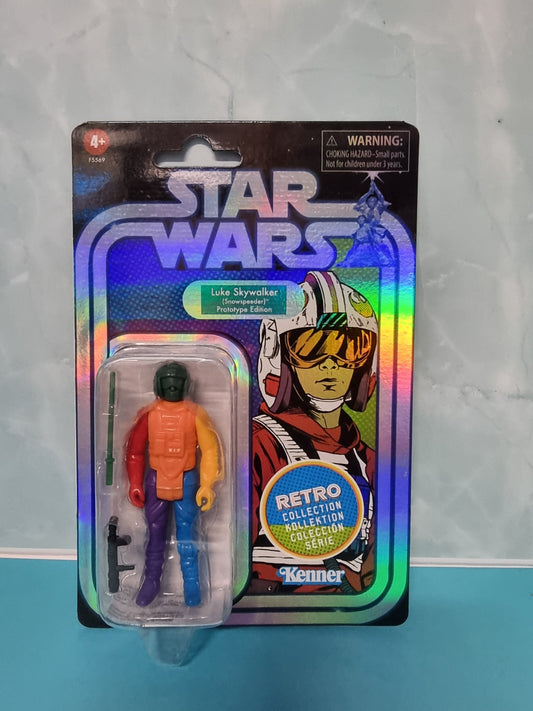 4+
F5569
WARNING:
CHOKING HAZARD–Small parts.
Not for children under 3 years.
STAR
WARS
Luke Skywalker
(Snowspeeder)™
Prototype Edition
RETRO
COLLECTION
KOLLEKTION
COLECCIÓN
SÉRIE
Kenner